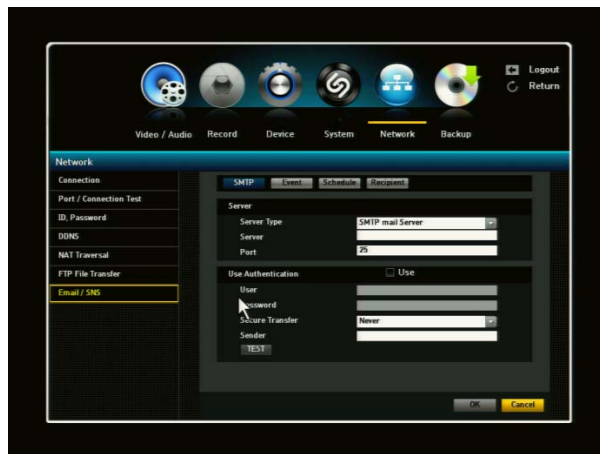 Logout
Return
Video / Audio Record Device System Network Backup
Network
Connection
Port / Connection Test
ID, Password
DDNS
NAT Traversal
FTP File Transfer
Email / SNS
SMTP Event Schedule Recipient
Server
Server Type SMTP mail Server
Server
Port 25
Use Authentication Use
User
Password
Secure Transfer Never
Sender
TEST
OK Cancel